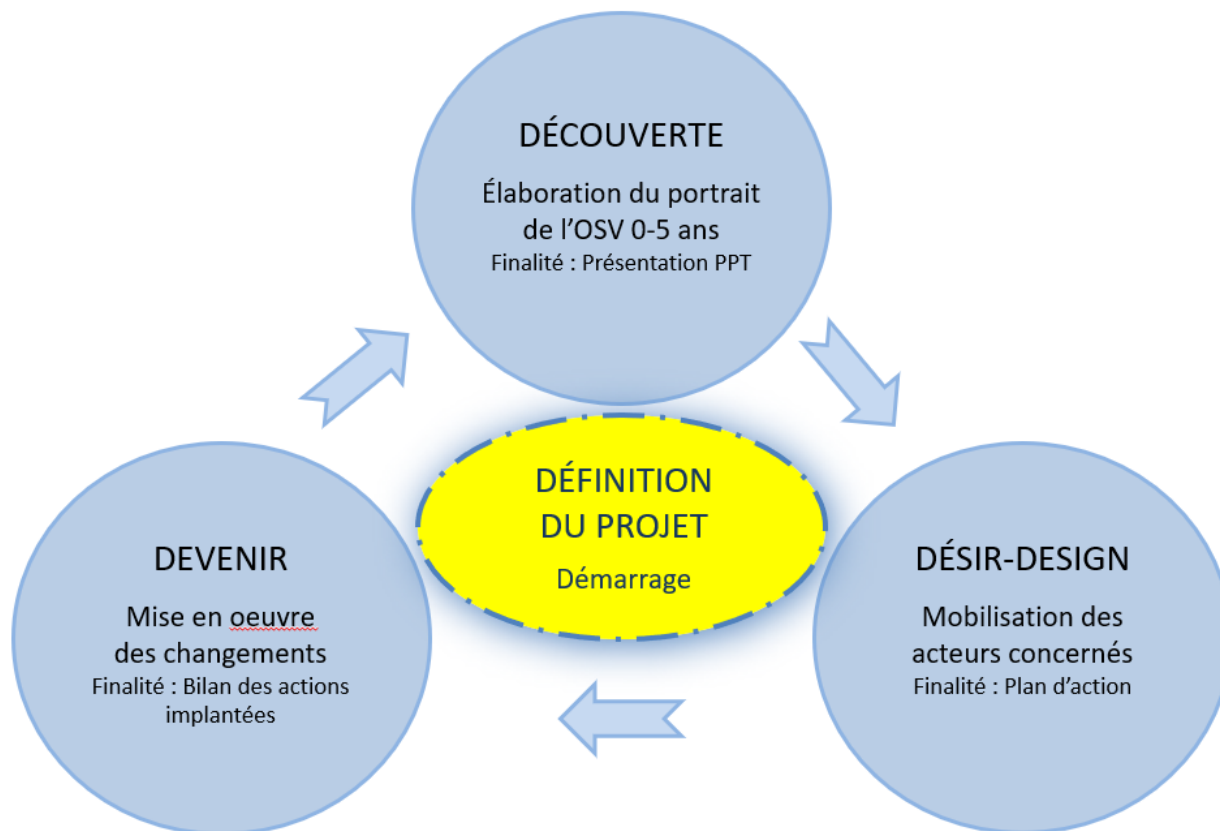 DÉCOUVERTE
Élaboration du portrait
de l’OSV 0-5 ans
Finalité : Présentation PPT
DÉFINITION
DU PROJET
Démarrage
DEVENIR
Mise en oeuvre
des changements
Finalité : Bilan des actions
implantées
DÉSIR-DESIGN
Mobilisation des
acteurs concernés
Finalité : Plan d’action